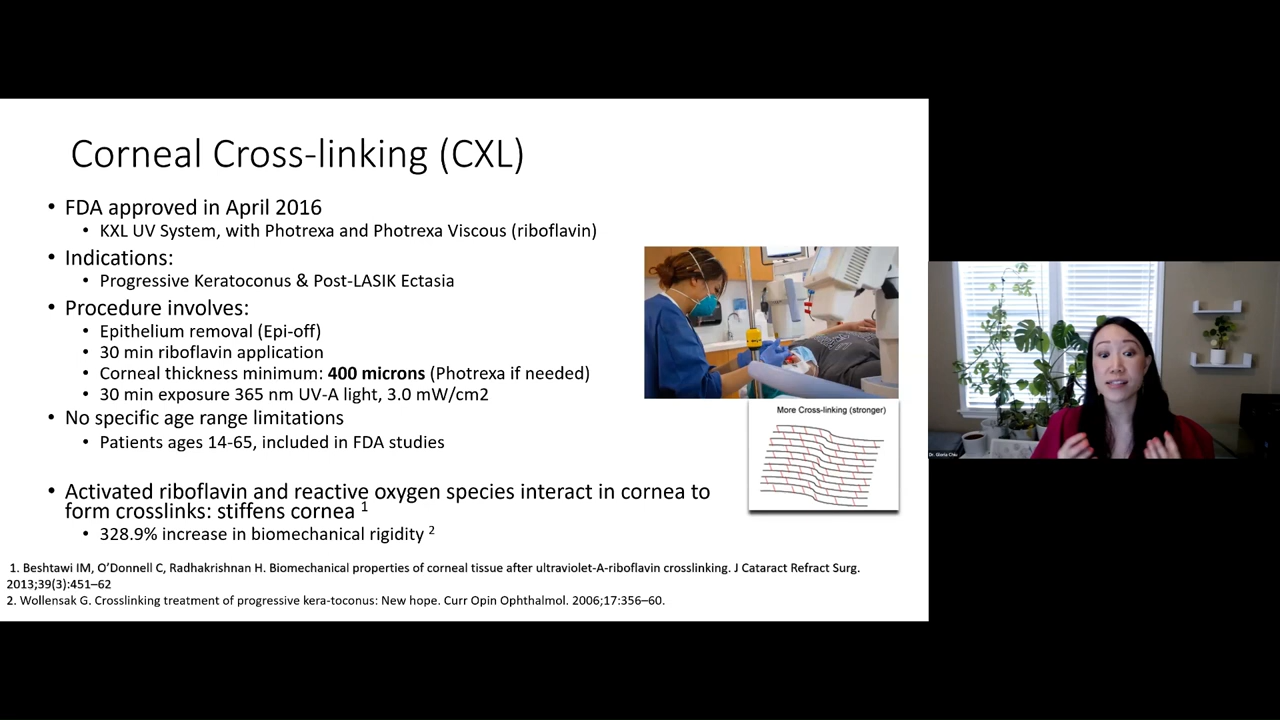 Corneal Cross-linking (CXL)
• FDA approved in April 2016
• KXL UV System, with Photrexa and Photrexa Viscous (riboflavin)
• Indications:
• Progressive Keratoconus & Post-LASIK Ectasia
• Procedure involves:
• Epithelium removal (Epi-off)
• 30 min riboflavin application
• Corneal thickness minimum: 400 microns (Photrexa if needed)
• 30 min exposure 365 nm UV-A light, 3.0 mW/cm2
• No specific age range limitations
• Patients ages 14-65, included in FDA studies
More Cross-linking (stronger)
• Activated riboflavin and reactive oxygen species interact in cornea to
form crosslinks: stiffens cornea 1
• 328.9% increase in biomechanical rigidity 2
1. Beshtawi IM, O’Donnell C, Radhakrishnan H. Biomechanical properties of corneal tissue after ultraviolet-A-riboflavin crosslinking. J Cataract Refract Surg.
2013;39(3):451–62
2. Wollensak G. Crosslinking treatment of progressive kera-toconus: New hope. Curr Opin Ophthalmol. 2006;17:356–60.
Dr. Gloria Chiu